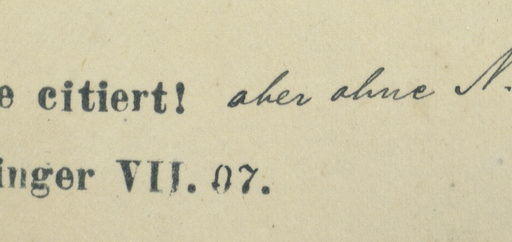 e citiert! aber ohne N.
inger VII. 07.